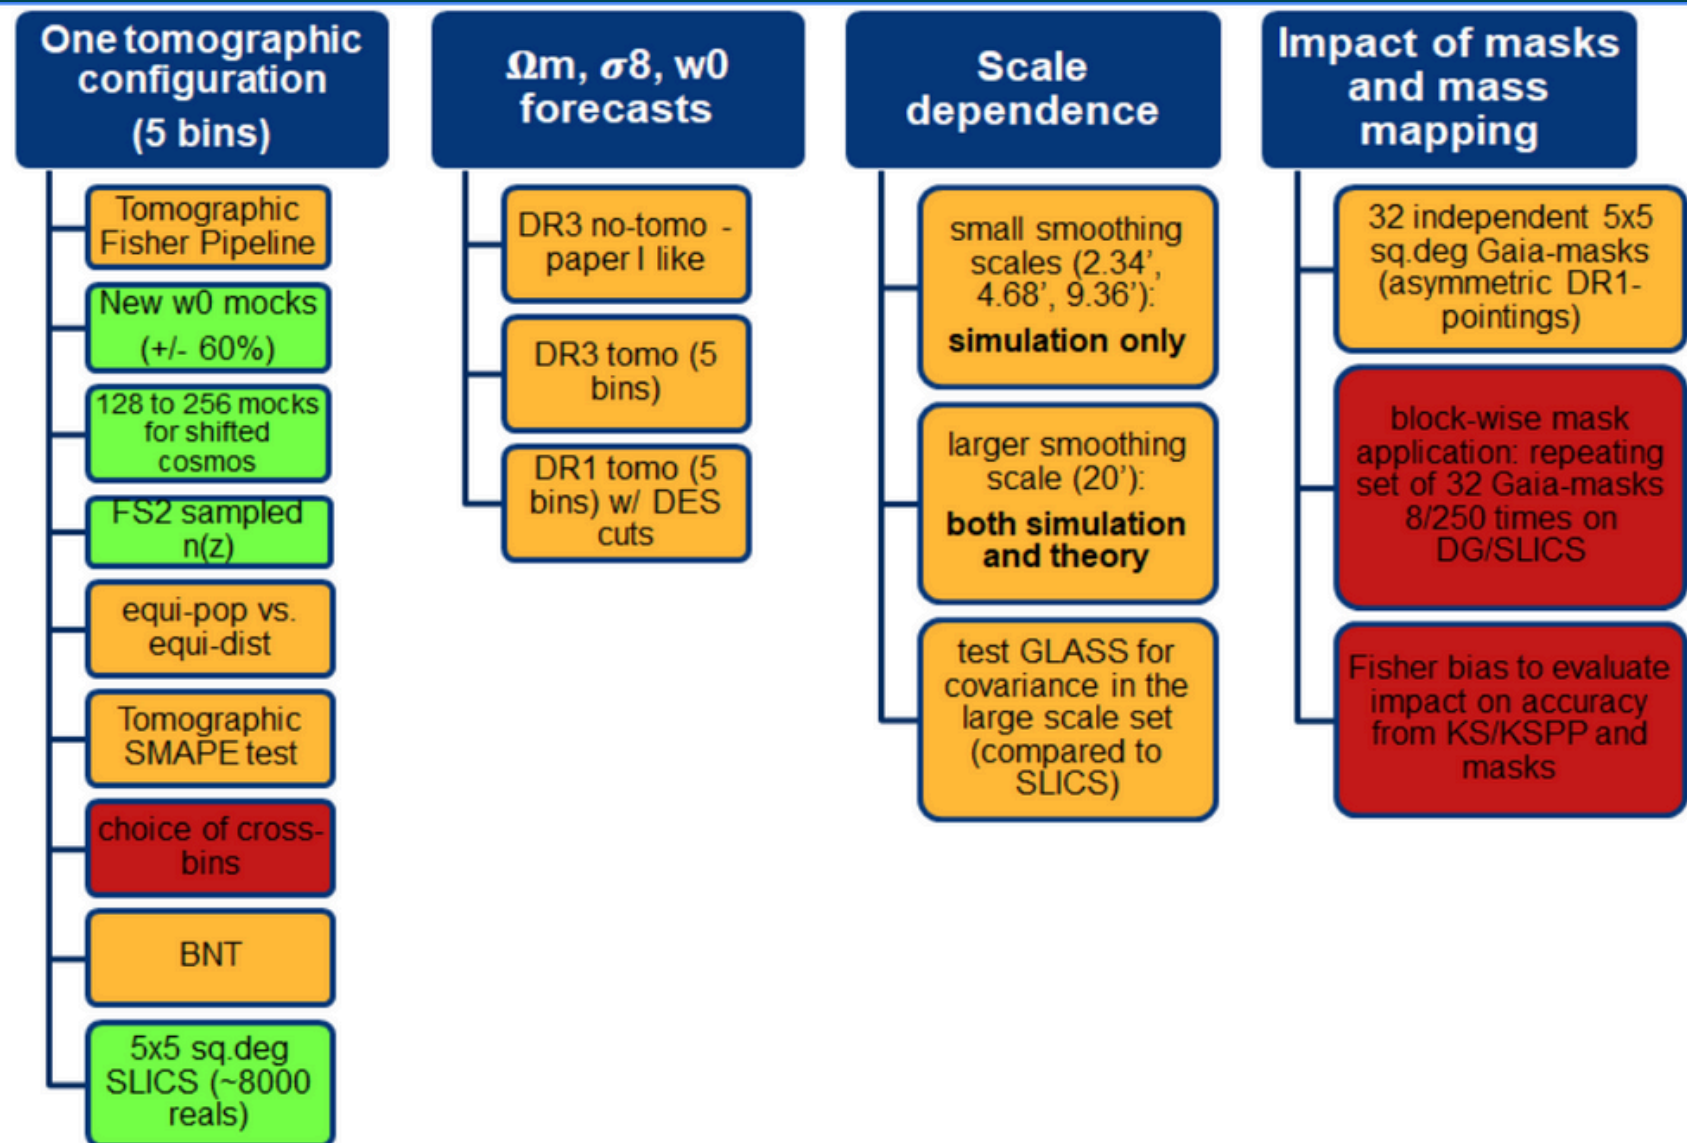 One tomographic
configuration
(5 bins)
Tomographic
Fisher Pipeline
New w0 mocks
(+/- 60%)
128 to 256 mocks
for shifted
cosmos
FS2 sampled
n(z)
equi-pop vs.
equi-dist
Tomographic
SMAPE test
choice of cross-
bins
BNT
5x5 sq.deg
SLICS (~8000
reals)
Ωm, σ8, w0
forecasts
DR3 no-tomo -
paper I like
DR3 tomo (5
bins)
DR1 tomo (5
bins) w/ DES
cuts
Scale
dependence
small smoothing
scales (2.34’,
4.68’, 9.36’):
simulation only
larger smoothing
scale (20’):
both simulation
and theory
test GLASS for
covariance in the
large scale set
(compared to
SLICS)
Impact of masks
and mass
mapping
32 independent 5x5
sq.deg Gaia-masks
(asymmetric DR1-
pointings)
block-wise mask
application: repeating
set of 32 Gaia-masks
8/250 times on
DG/SLICS
Fisher bias to evaluate
impact on accuracy
from KS/KSPP and
masks